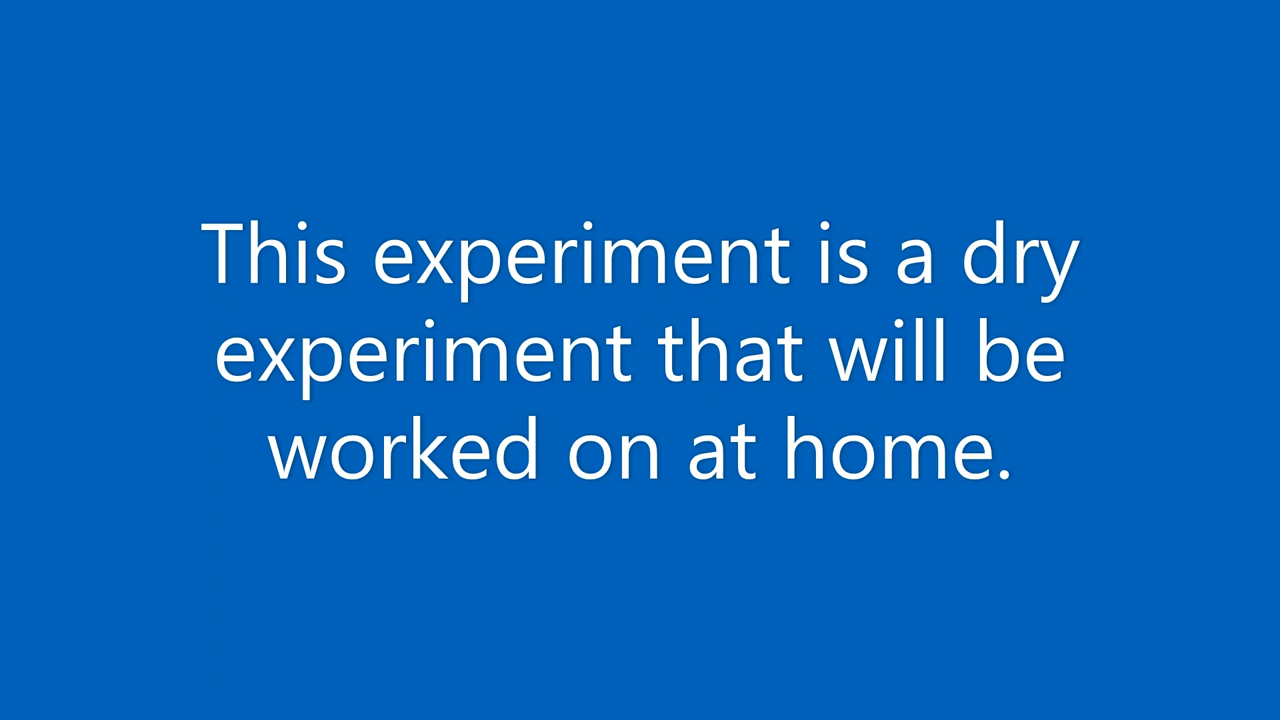 This experiment is a dry
experiment that will be
worked on at home.